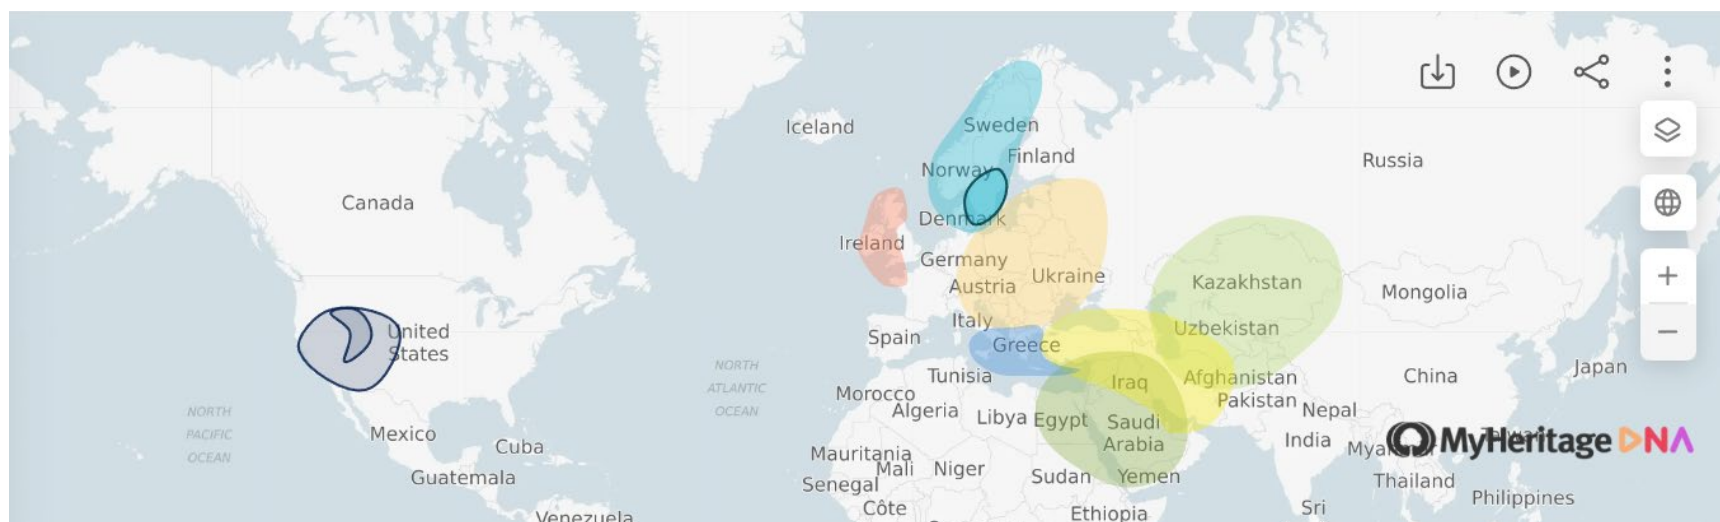 Iceland
Sweden
Finland
Norway
Russia
Canada
Denmark
Ireland
Germany
Ukraine
Austria
Kazakhstan
Mongolia
United
States
Italy
Spain
Greece
Uzbekistan
NORTH
ATLANTIC
OCEAN
Tunisia
Iraq
Afghanistan
China
Japan
Morocco
Algeria
Libya
Egypt
Saudi
Arabia
Pakistan
Nepal
NORTH
PACIFIC
OCEAN
Mexico
Cuba
India
MyHeritage DNA
Mauritania
Mali
Niger
Guatemala
Senegal
Sudan
Yemen
Thailand
Philippines
Côte
Ethiopia
Sri
Venezuela